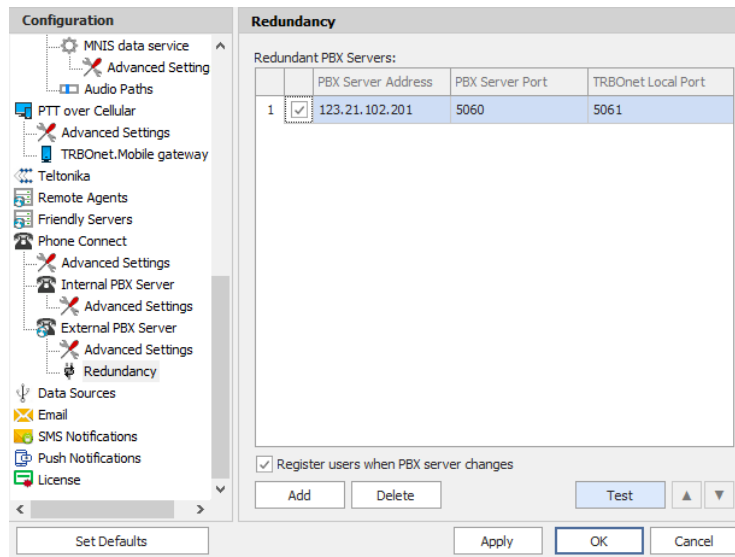 Configuration
MNIS data service
Advanced Setting
Audio Paths
PTT over Cellular
Advanced Settings
TRBOnet.Mobile gateway
Teltonika
Remote Agents
Friendly Servers
Phone Connect
Advanced Settings
Internal PBX Server
Advanced Settings
External PBX Server
Advanced Settings
Redundancy
Data Sources
Email
SMS Notifications
Push Notifications
License
Set Defaults
Redundancy
Redundant PBX Servers:
PBX Server Address PBX Server Port TRBOnet Local Port
1 123.21.102.201 5060 5061
Register users when PBX server changes
Add Delete Test
Apply OK Cancel